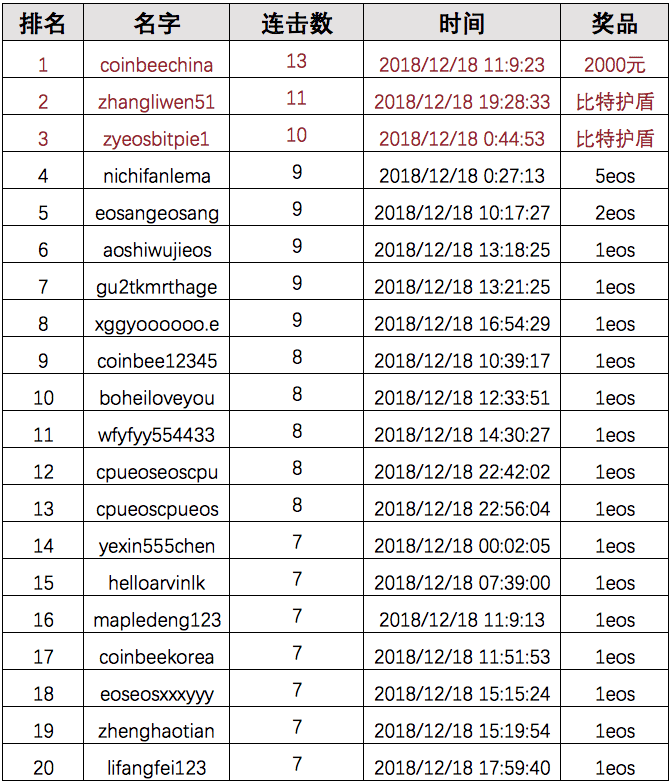 排名 名字 连击数 时间 奖品
1 coinbeechina 13 2018/12/18 11:9:23 2000元
2 zhangliwen51 11 2018/12/18 19:28:33 比特护盾
3 zyeosbitpie1 10 2018/12/18 0:44:53 比特护盾
4 nichifanlema 9 2018/12/18 0:27:13 5eos
5 eosangeosang 9 2018/12/18 10:17:27 2eos
6 aoshiwujieos 9 2018/12/18 13:18:25 1eos
7 gu2tkmrthage 9 2018/12/18 13:21:25 1eos
8 xggyoooooo.e 9 2018/12/18 16:54:29 1eos
9 coinbee12345 8 2018/12/18 10:39:17 1eos
10 boheiloveyou 8 2018/12/18 12:33:51 1eos
11 wfyfyy554433 8 2018/12/18 14:30:27 1eos
12 cpueoseoscpu 8 2018/12/18 22:42:02 1eos
13 cpueoscpueos 8 2018/12/18 22:56:04 1eos
14 yexin555chen 7 2018/12/18 00:02:05 1eos
15 helloarvinlk 7 2018/12/18 07:39:00 1eos
16 mapledeng123 7 2018/12/18 11:9:13 1eos
17 coinbeekorea 7 2018/12/18 11:51:53 1eos
18 eoseosxxxyyy 7 2018/12/18 15:15:24 1eos
19 zhenghaotian 7 2018/12/18 15:19:54 1eos
20 lifangfei123 7 2018/12/18 17:59:40 1eos